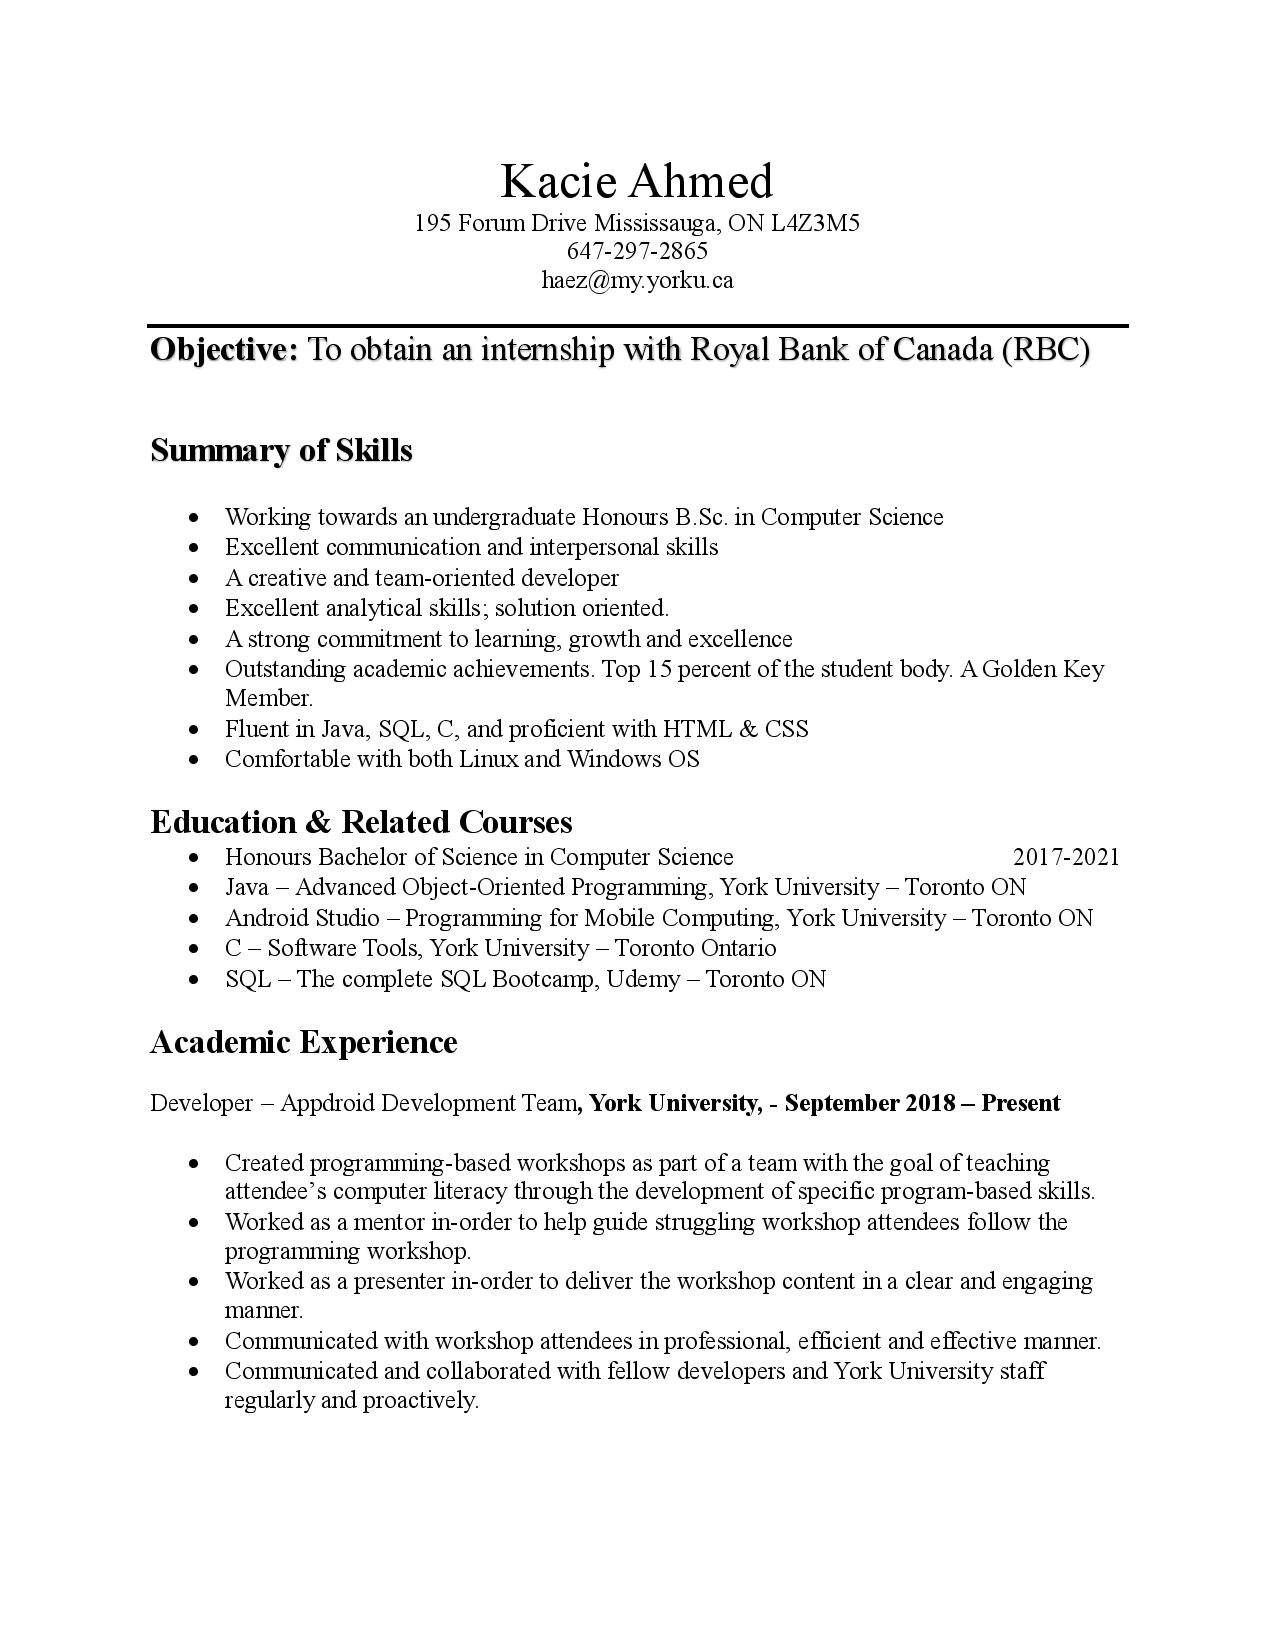 Kacie Ahmed
195 Forum Drive Mississauga, ON L4Z3M5
647-297-2865
haez@my.yorku.ca
Objective: To obtain an internship with Royal Bank of Canada (RBC)
Summary of Skills
• Working towards an undergraduate Honours B.Sc. in Computer Science
• Excellent communication and interpersonal skills
• A creative and team-oriented developer
• Excellent analytical skills; solution oriented.
• A strong commitment to learning, growth and excellence
• Outstanding academic achievements. Top 15 percent of the student body. A Golden Key
Member.
• Fluent in Java, SQL, C, and proficient with HTML & CSS
• Comfortable with both Linux and Windows OS
Education & Related Courses
• Honours Bachelor of Science in Computer Science 2017-2021
• Java – Advanced Object-Oriented Programming, York University – Toronto ON
• Android Studio – Programming for Mobile Computing, York University – Toronto ON
• C – Software Tools, York University – Toronto Ontario
• SQL – The complete SQL Bootcamp, Udemy – Toronto ON
Academic Experience
Developer – Appdroid Development Team, York University, - September 2018 – Present
• Created programming-based workshops as part of a team with the goal of teaching
attendee’s computer literacy through the development of specific program-based skills.
• Worked as a mentor in-order to help guide struggling workshop attendees follow the
programming workshop.
• Worked as a presenter in-order to deliver the workshop content in a clear and engaging
manner.
• Communicated with workshop attendees in professional, efficient and effective manner.
• Communicated and collaborated with fellow developers and York University staff
regularly and proactively.